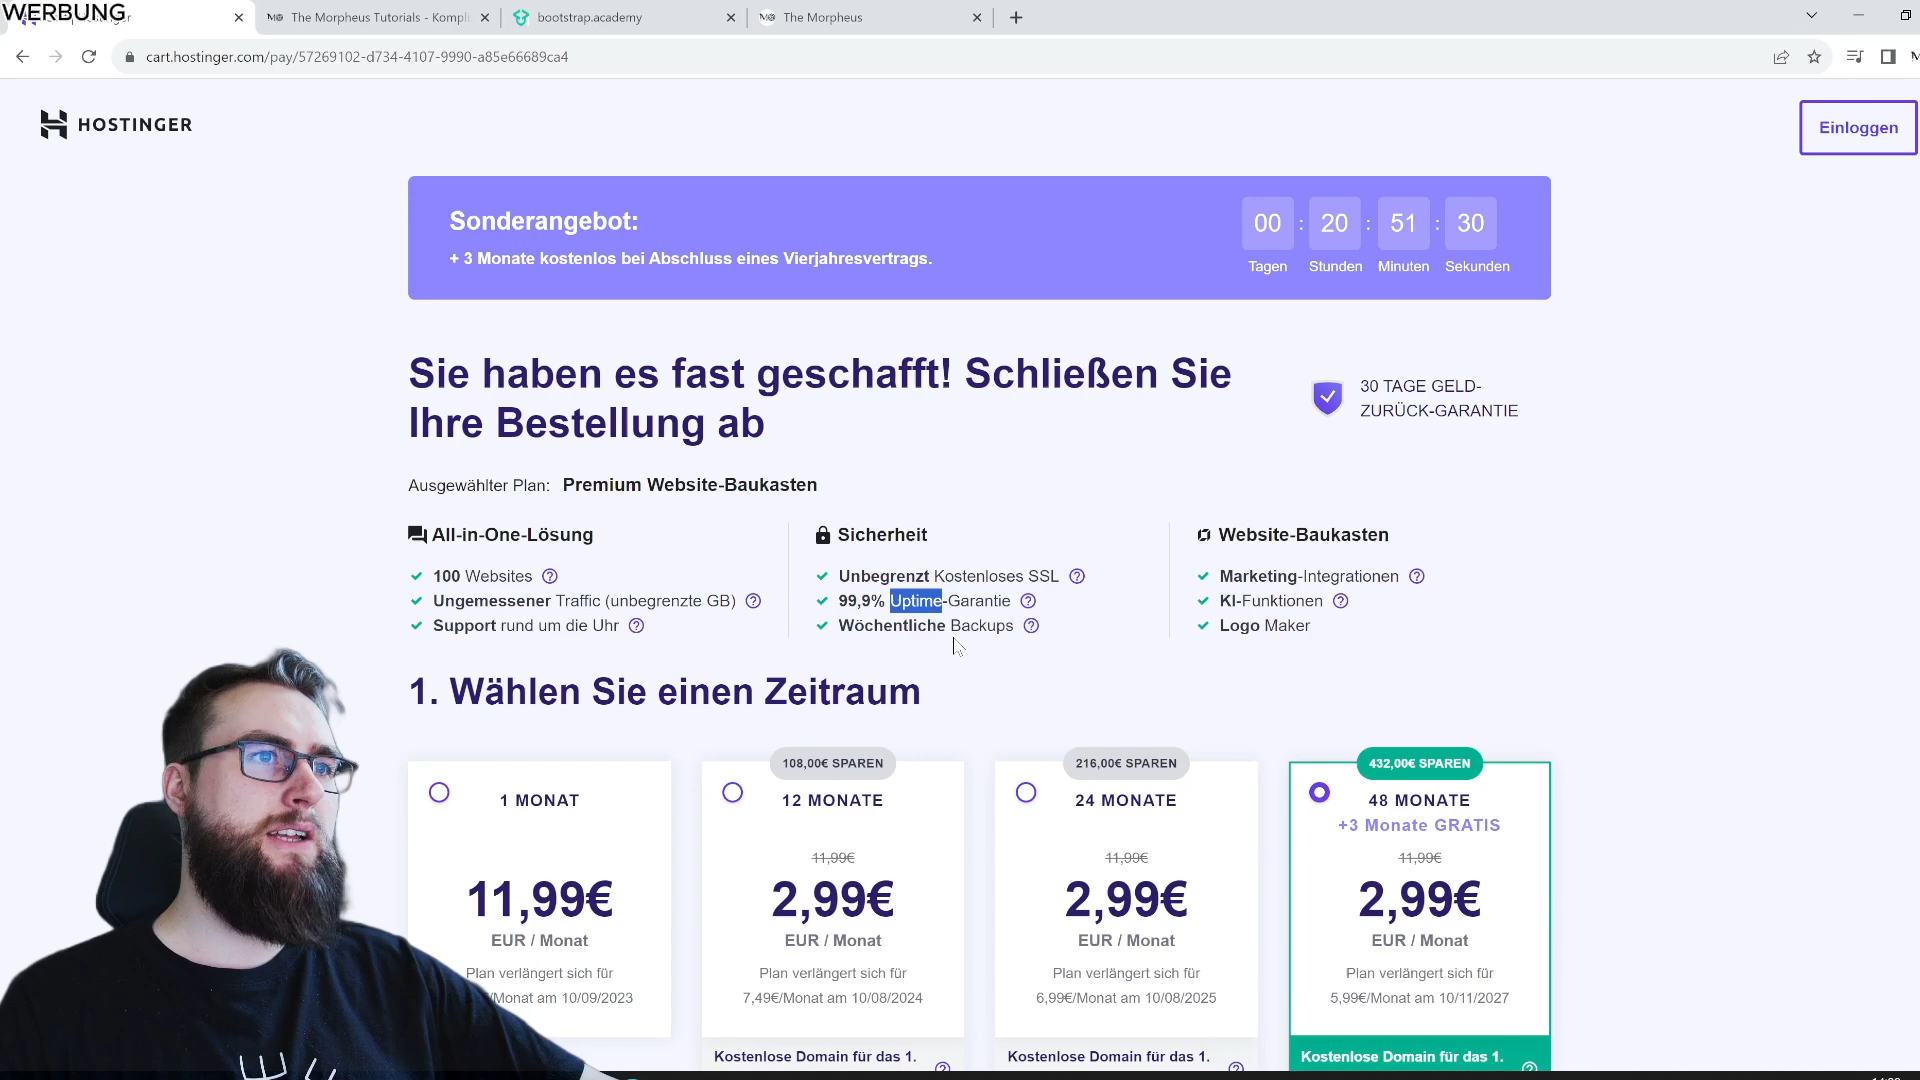 WERBUNG
The Morpheus Tutorials - Kompli
bootstrap.academy
The Morpheus
cart.hostinger.com/pay/57269102-d734-4107-9990-a85e66689ca4
HOSTINGER
Einloggen
Sonderangebot:
+ 3 Monate kostenlos bei Abschluss eines Vierjahresvertrags.
00 : 20 : 51 : 30
Tagen Stunden Minuten Sekunden
Sie haben es fast geschafft! Schließen Sie
Ihre Bestellung ab
30 TAGE GELD-
ZURÜCK-GARANTIE
Ausgewählter Plan: Premium Website-Baukasten
All-in-One-Lösung
100 Websites
Ungemessener Traffic (unbegrenzte GB)
Support rund um die Uhr
Sicherheit
Unbegrenzt Kostenloses SSL
99,9% Uptime-Garantie
Wöchentliche Backups
Website-Baukasten
Marketing-Integrationen
KI-Funktionen
Logo Maker
1. Wählen Sie einen Zeitraum
1 MONAT
11,99€
EUR / Monat
Plan verlängert sich für
/Monat am 10/09/2023
108,00€ SPAREN
12 MONATE
11,99€
2,99€
EUR / Monat
Plan verlängert sich für
7,49€/Monat am 10/08/2024
Kostenlose Domain für das 1.
216,00€ SPAREN
24 MONATE
11,99€
2,99€
EUR / Monat
Plan verlängert sich für
6,99€/Monat am 10/08/2025
Kostenlose Domain für das 1.
432,00€ SPAREN
48 MONATE
+3 Monate GRATIS
11,99€
2,99€
EUR / Monat
Plan verlängert sich für
5,99€/Monat am 10/11/2027
Kostenlose Domain für das 1.